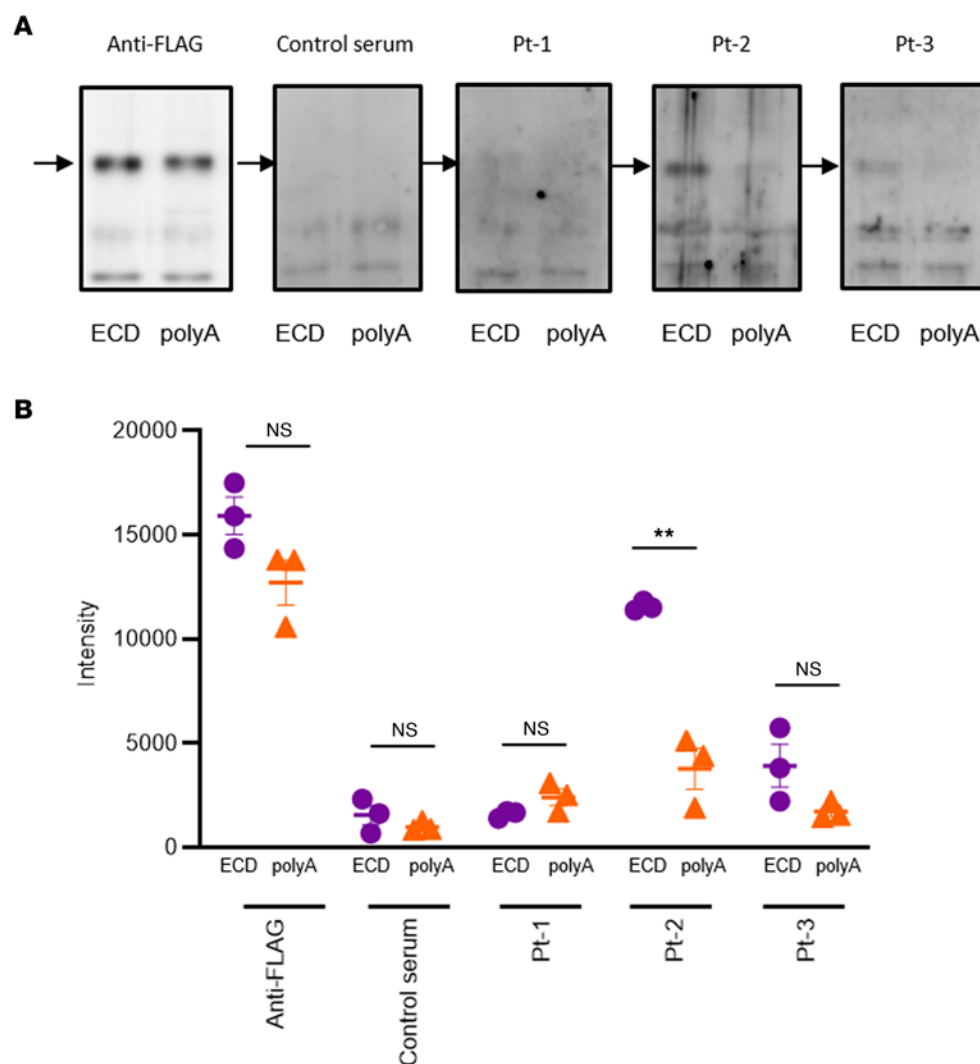 A
Anti-FLAG Control serum Pt-1 Pt-2 Pt-3
ECD polyA ECD polyA ECD polyA ECD polyA ECD polyA
B
Intensity
20000
15000
10000
5000
0
NS
NS
NS
**
NS
ECD polyA ECD polyA ECD polyA ECD polyA ECD polyA
Anti-FLAG
Control serum
Pt-1
Pt-2
Pt-3